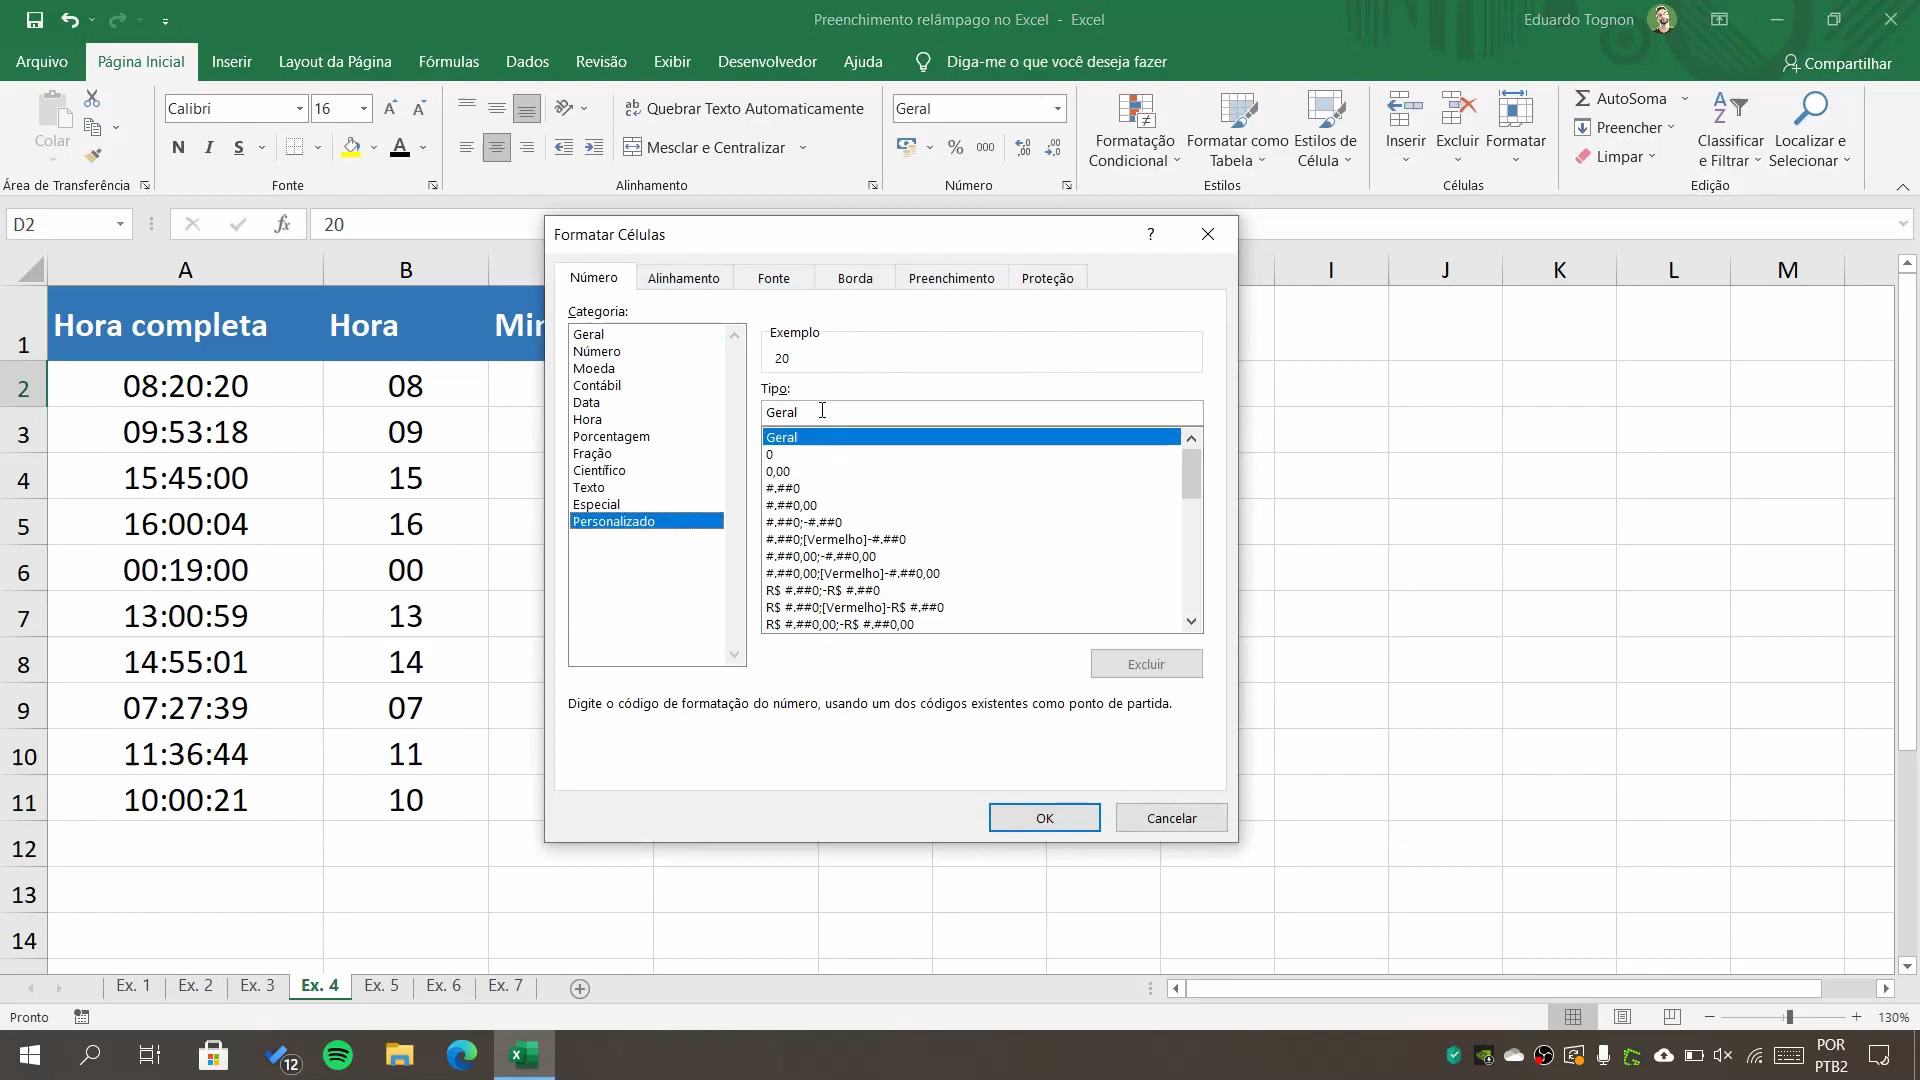 Preenchimento relâmpago no Excel - Excel
Eduardo Tognon
Arquivo Página Inicial Inserir Layout da Página Fórmulas Dados Revisão Exibir Desenvolvedor Ajuda Diga-me o que você deseja fazer Compartilhar
Colar
Área de Transferência
Calibri 16
N I S
Fonte
Quebrar Texto Automaticamente
Mesclar e Centralizar
Alinhamento
Geral
% 000
Número
Formatação Condicional
Formatar como Tabela
Estilos de Célula
Estilos
Inserir Excluir Formatar
Células
AutoSoma
Preencher
Limpar
Classificar e Filtrar
Localizar e Selecionar
Edição
D2 fx 20
A B I J K L M
1 Hora completa Hora Min
2 08:20:20 08
3 09:53:18 09
4 15:45:00 15
5 16:00:04 16
6 00:19:00 00
7 13:00:59 13
8 14:55:01 14
9 07:27:39 07
10 11:36:44 11
11 10:00:21 10
12
13
14
Formatar Células ?
Número Alinhamento Fonte Borda Preenchimento Proteção
Categoria:
Geral
Número
Moeda
Contábil
Data
Hora
Porcentagem
Fração
Científico
Texto
Especial
Personalizado
Exemplo
20
Tipo:
Geral
Geral
0
0,00
#.##0
#.##0,00
#.##0;-#.##0
#.##0;[Vermelho]-#.##0
#.##0,00;-#.##0,00
#.##0,00;[Vermelho]-#.##0,00
R$ #.##0;-R$ #.##0
R$ #.##0;[Vermelho]-R$ #.##0
R$ #.##0,00;-R$ #.##0,00
Excluir
Digite o código de formatação do número, usando um dos códigos existentes como ponto de partida.
OK Cancelar
Ex. 1 Ex. 2 Ex. 3 Ex. 4 Ex. 5 Ex. 6 Ex. 7
Pronto
130%
12
POR
PTB2